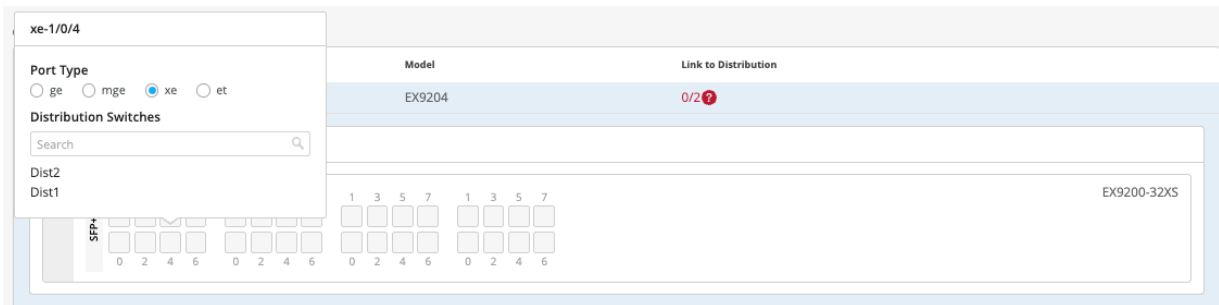 xe-1/0/4
Port Type
ge mge xe et
Distribution Switches
Search
Dist2
Dist1
Model Link to Distribution
EX9204 0/2 ?
EX9200-32XS
1 3 5 7 1 3 5 7
SFP+
0 2 4 6 0 2 4 6 0 2 4 6 0 2 4 6